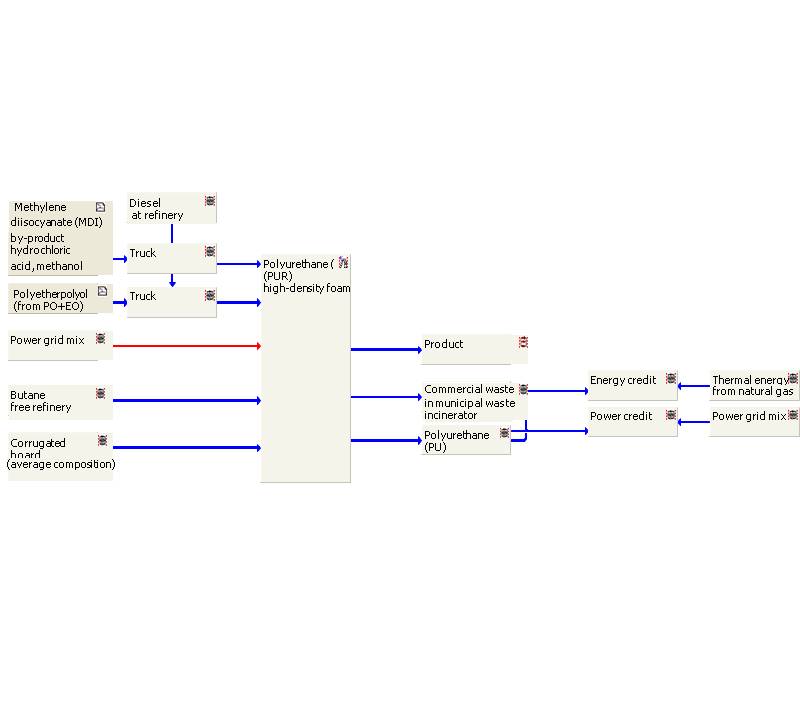 Methylene
diisocyanate (MDI)
by-product
hydrochloric
acid, methanol
Diesel
at refinery
Truck
Polyetherpolyol
(from PO+EO)
Truck
Power grid mix
Butane
free refinery
Corrugated
board
(average composition)
Polyurethane (
(PUR)
high-density foam
Product
Commercial waste
in municipal waste
incinerator
Polyurethane
(PU)
Energy credit
Thermal energy
from natural gas
Power credit
Power grid mix